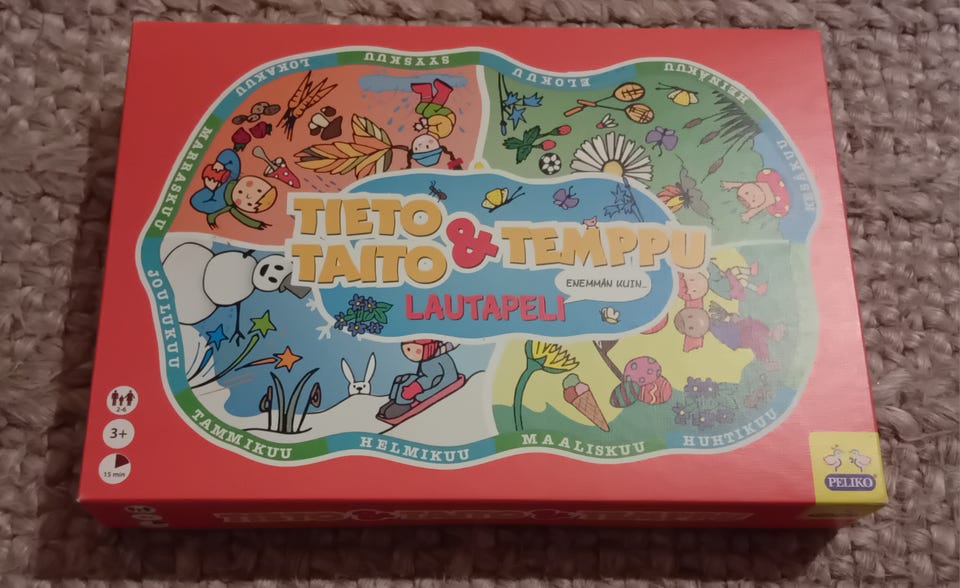 LOKAKUU
SYYSKUU
ELOKUU
HEINÄKUU
MARRASKUU
KESÄKUU
TIETO
TAITO
& TEMPPU
ENEMMÄN KUIN...
LAUTAPELI
JOULUKUU
TAMMIKUU
HELMIKUU
MAALISKUU
HUHTIKUU
2-6
3+
15 min
PELIKO